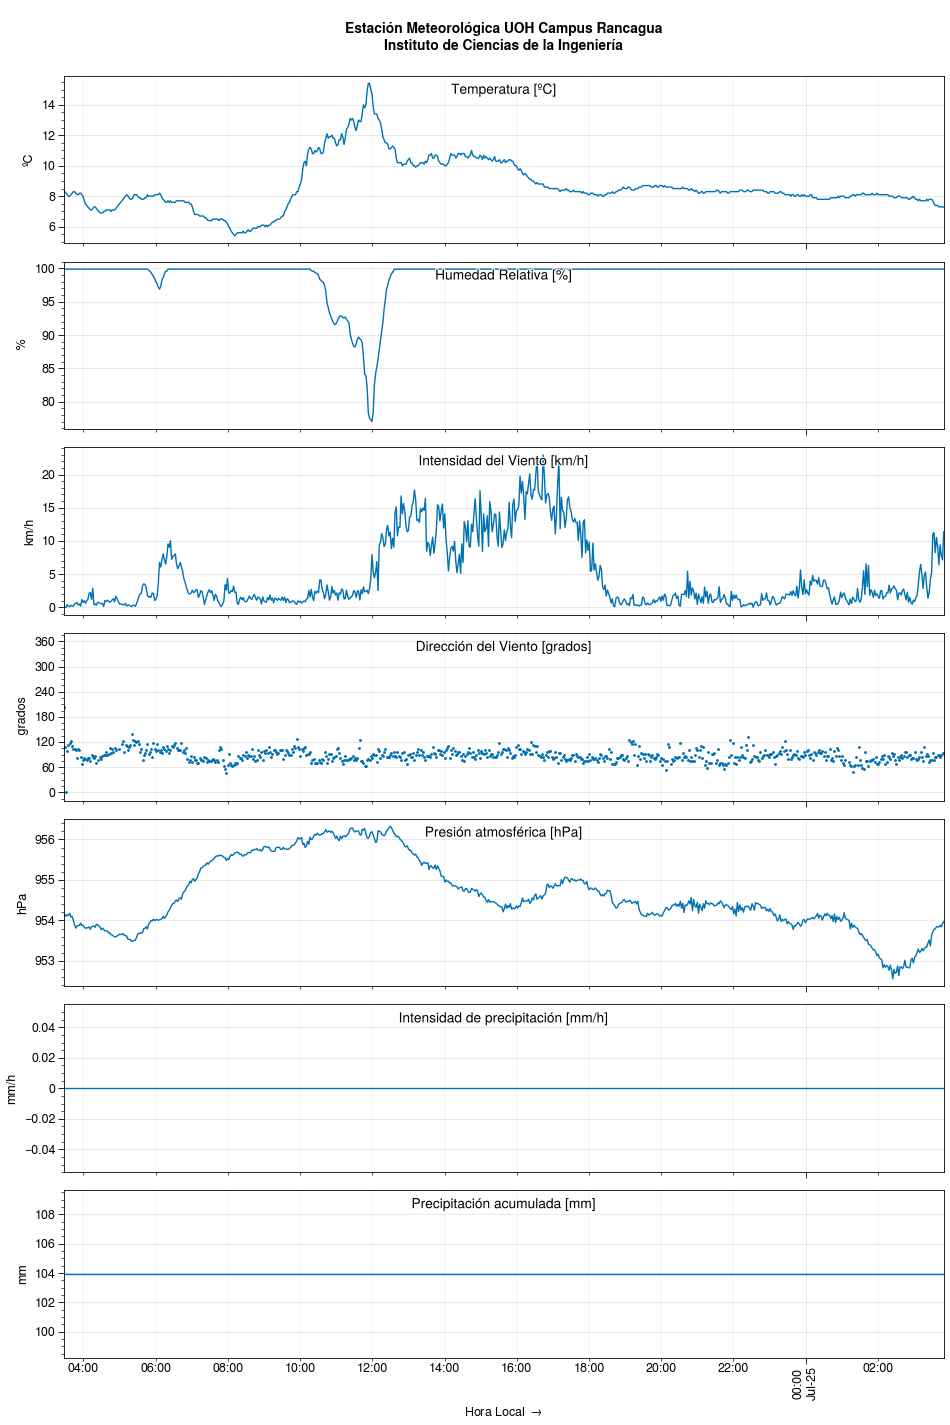 Estación Meteorológica UOH Campus Rancagua
Instituto de Ciencias de la Ingeniería
Temperatura [ºC]
ºC
14
12
10
8
6
Humedad Relativa [%]
%
100
95
90
85
80
Intensidad del Viento [km/h]
km/h
20
15
10
5
0
Dirección del Viento [grados]
grados
360
300
240
180
120
60
0
Presión atmosférica [hPa]
hPa
956
955
954
953
Intensidad de precipitación [mm/h]
mm/h
0.04
0.02
0
−0.02
−0.04
Precipitación acumulada [mm]
mm
108
106
104
102
100
04:00 06:00 08:00 10:00 12:00 14:00 16:00 18:00 20:00 22:00 00:00 02:00
Jul-25
Hora Local →